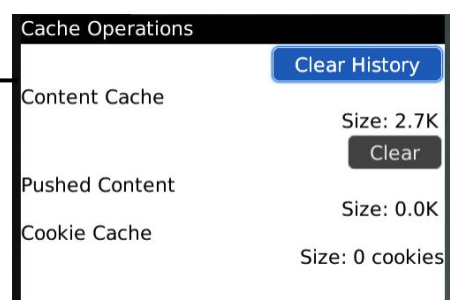 Cache Operations
Clear History
Content Cache
Size: 2.7K
Clear
Pushed Content
Size: 0.0K
Cookie Cache
Size: 0 cookies